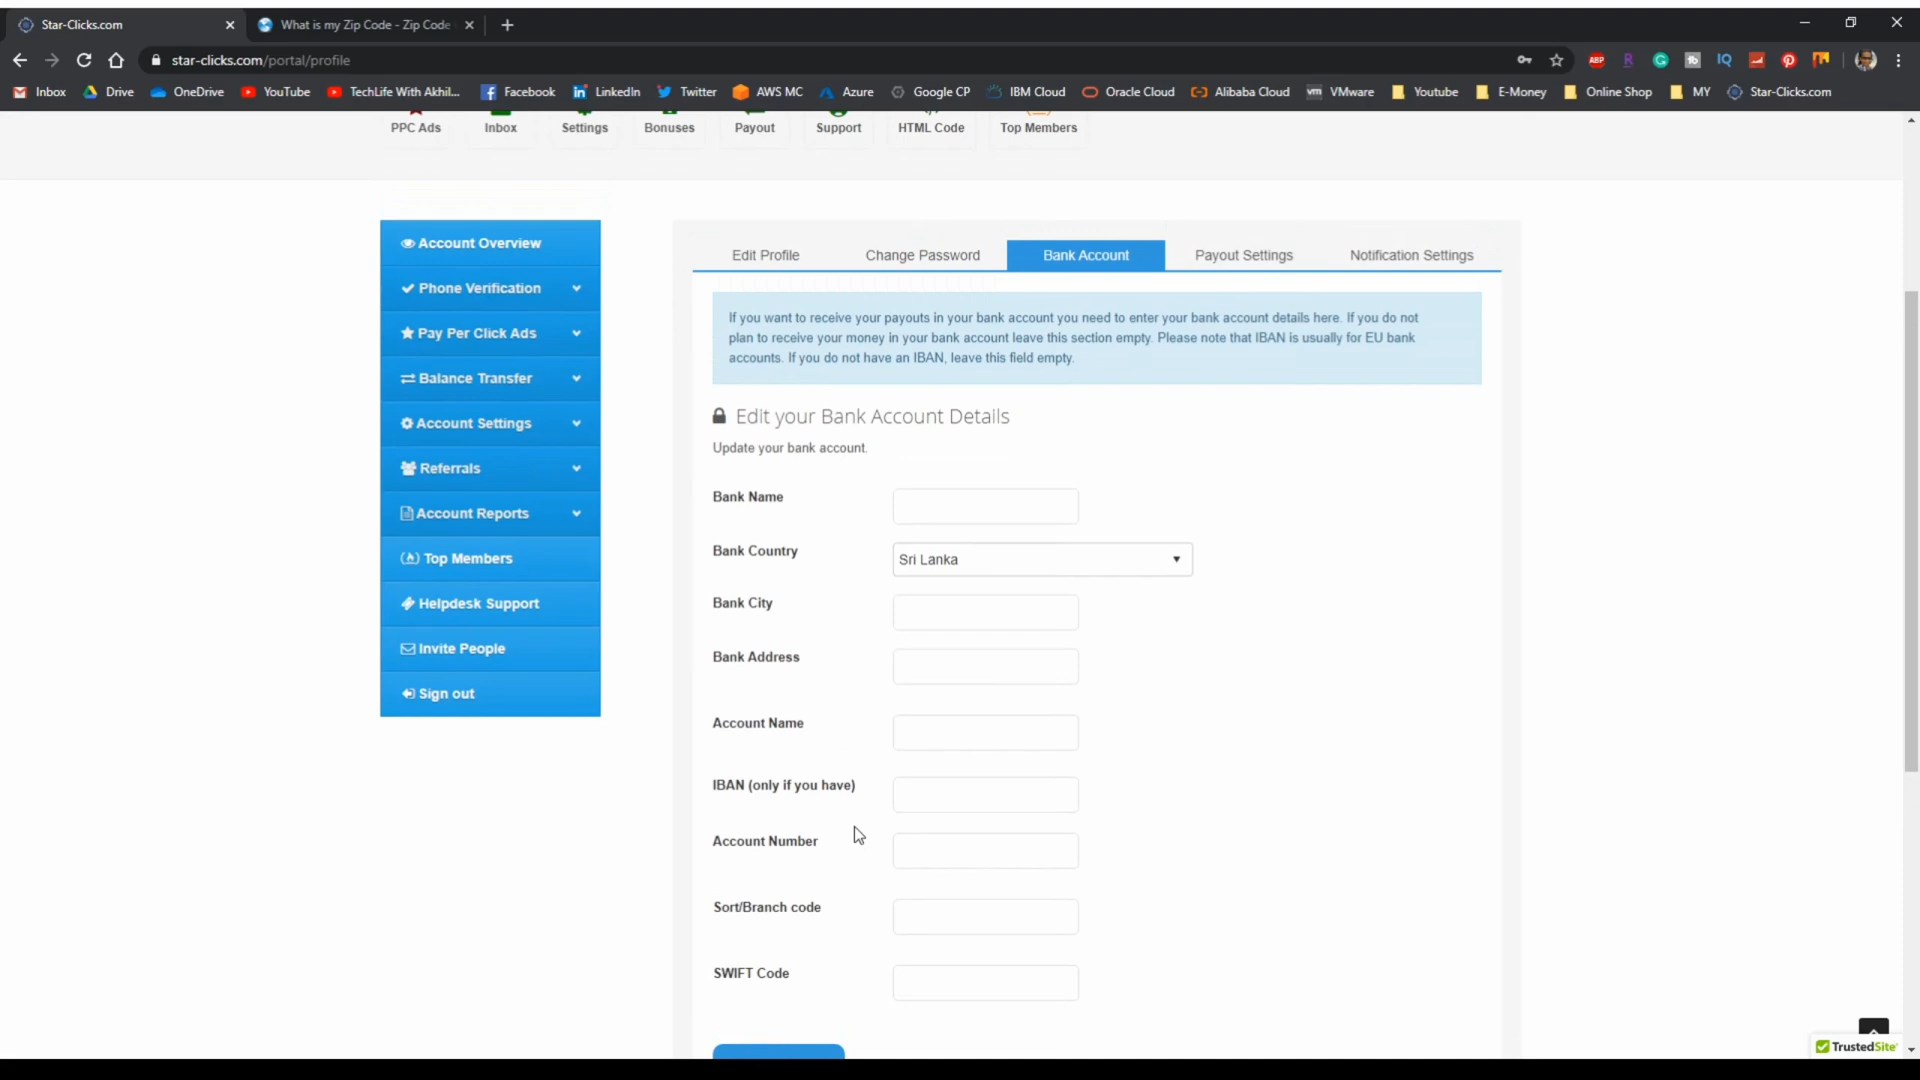 Star-Clicks.com
What is my Zip Code - Zip Code
star-clicks.com/portal/profile
ABP
IQ
Inbox Drive OneDrive YouTube TechLife With Akhil... Facebook LinkedIn Twitter AWS MC Azure Google CP IBM Cloud Oracle Cloud Alibaba Cloud vm VMware Youtube E-Money Online Shop MY Star-Clicks.com
PPC Ads Inbox Settings Bonuses Payout Support HTML Code Top Members
Account Overview
Phone Verification
Pay Per Click Ads
Balance Transfer
Account Settings
Referrals
Account Reports
Top Members
Helpdesk Support
Invite People
Sign out
Edit Profile Change Password Bank Account Payout Settings Notification Settings
If you want to receive your payouts in your bank account you need to enter your bank account details here. If you do not
plan to receive your money in your bank account leave this section empty. Please note that IBAN is usually for EU bank
accounts. If you do not have an IBAN, leave this field empty.
Edit your Bank Account Details
Update your bank account.
Bank Name
Bank Country Sri Lanka
Bank City
Bank Address
Account Name
IBAN (only if you have)
Account Number
Sort/Branch code
SWIFT Code
TrustedSite